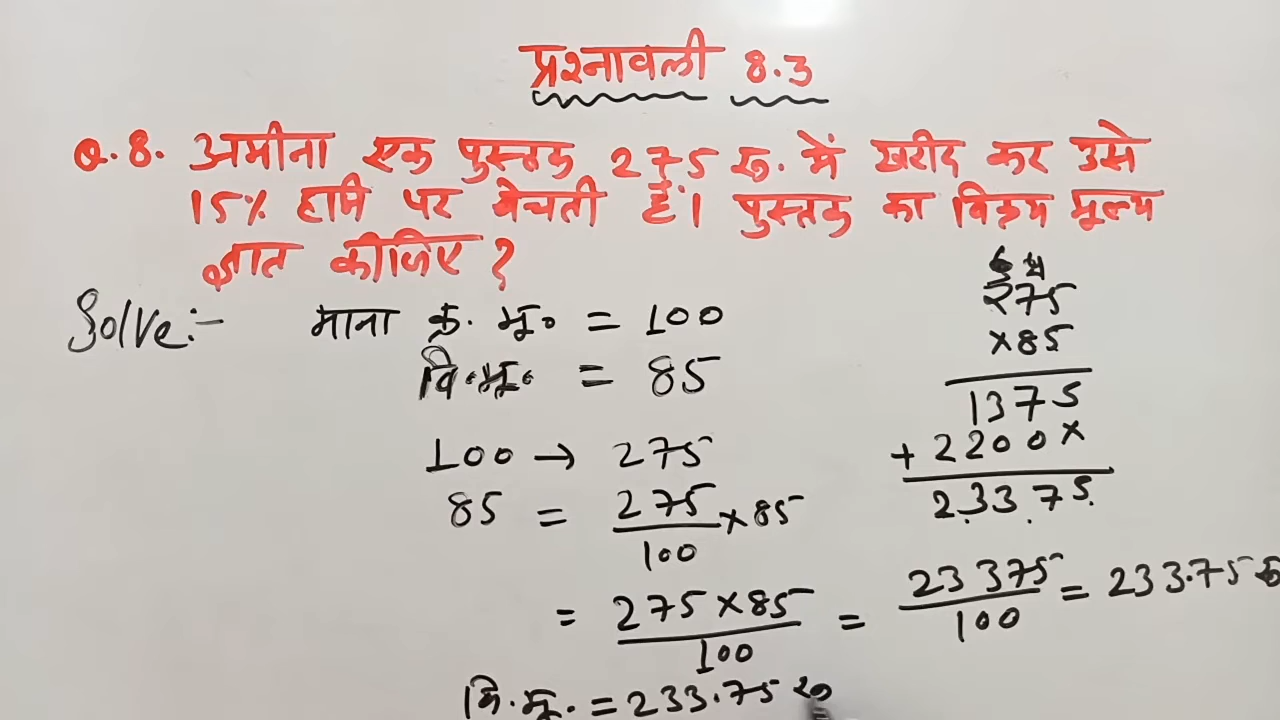 प्रश्नावली 8.3
Q.8. अमीना एक पुस्तक 275 रु. में खरीद कर उसे
15% हानि पर बेचती हैं। पुस्तक का विक्रय मूल्य
ज्ञात कीजिए ?
Solve:- माना क्र. मू० = 100
वि.मू. = 85
100 → 275
85 = 275/100 × 85
= 275 × 85/100 = 23375/100 = 233.75 रु
वि.मू. = 233.75 रु
275
×85
1375
+ 2200×
23375